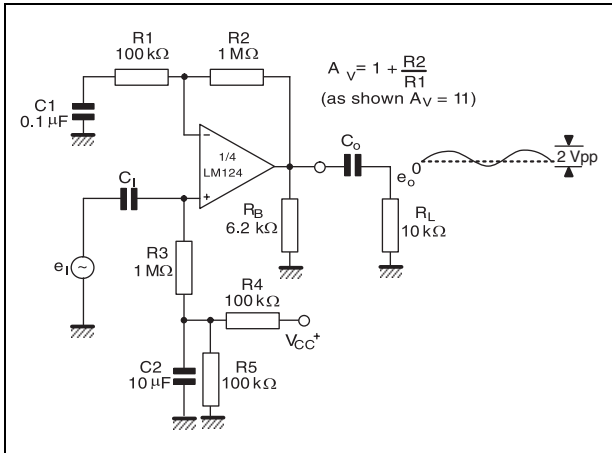 R1
100 kΩ
R2
1 MΩ
A V = 1 + R2
R1
(as shown AV = 11)
C1
0.1 µF
1/4
LM124
−
+
CI
Co
0
eo
2 Vpp
RB
6.2 kΩ
RL
10 kΩ
R3
1 MΩ
eI
~
R4
100 kΩ
VCC+
C2
10 µF
R5
100 kΩ